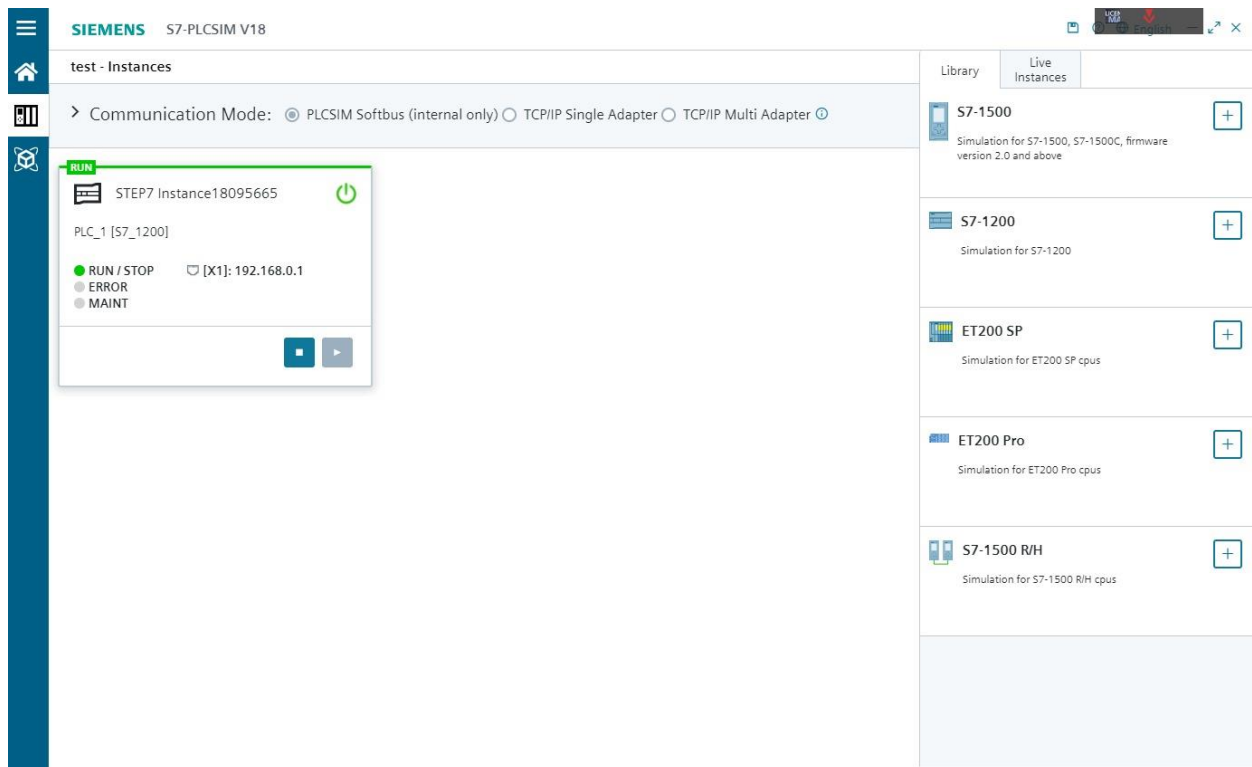 SIEMENS S7-PLCSIM V18
English
test - Instances
Library
Live
Instances
Communication Mode: PLCSIM Softbus (internal only) TCP/IP Single Adapter TCP/IP Multi Adapter
RUN
STEP7 Instance18095665
PLC_1 [S7_1200]
RUN / STOP [X1]: 192.168.0.1
ERROR
MAINT
S7-1500
Simulation for S7-1500, S7-1500C, firmware
version 2.0 and above
S7-1200
Simulation for S7-1200
ET200 SP
Simulation for ET200 SP cpus
ET200 Pro
Simulation for ET200 Pro cpus
S7-1500 R/H
Simulation for S7-1500 R/H cpus